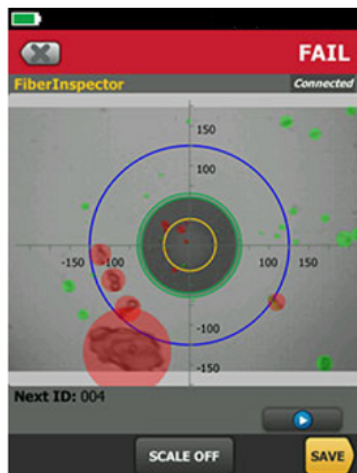 FAIL
FiberInspector Connected
150
100
-150 -100 100 150
-100
-150
Next ID: 004
SCALE OFF SAVE